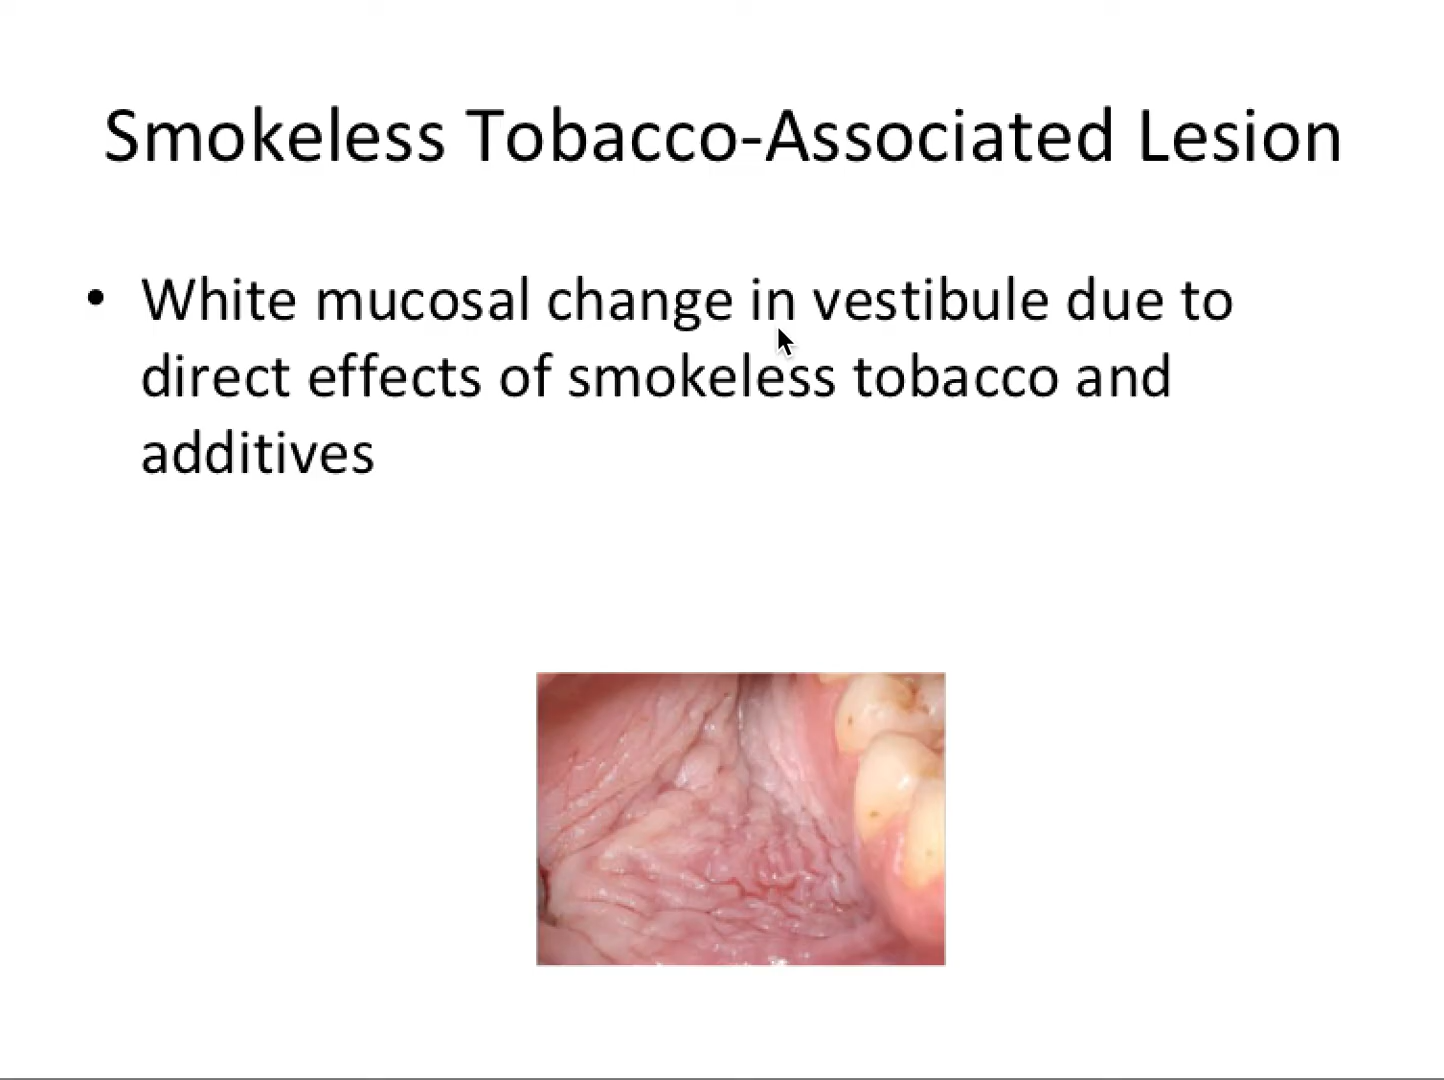 Smokeless Tobacco-Associated Lesion
• White mucosal change in vestibule due to
direct effects of smokeless tobacco and
additives